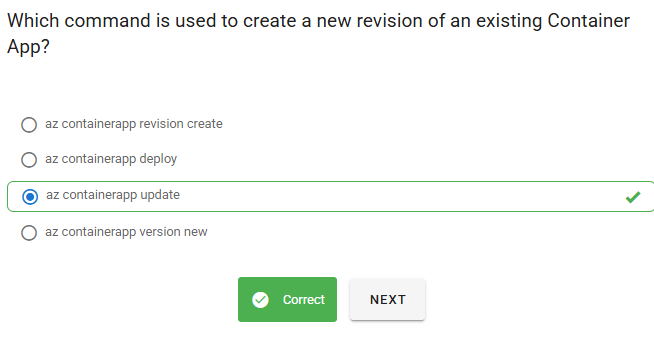 Which command is used to create a new revision of an existing Container
App?
az containerapp revision create
az containerapp deploy
az containerapp update
az containerapp version new
Correct
NEXT